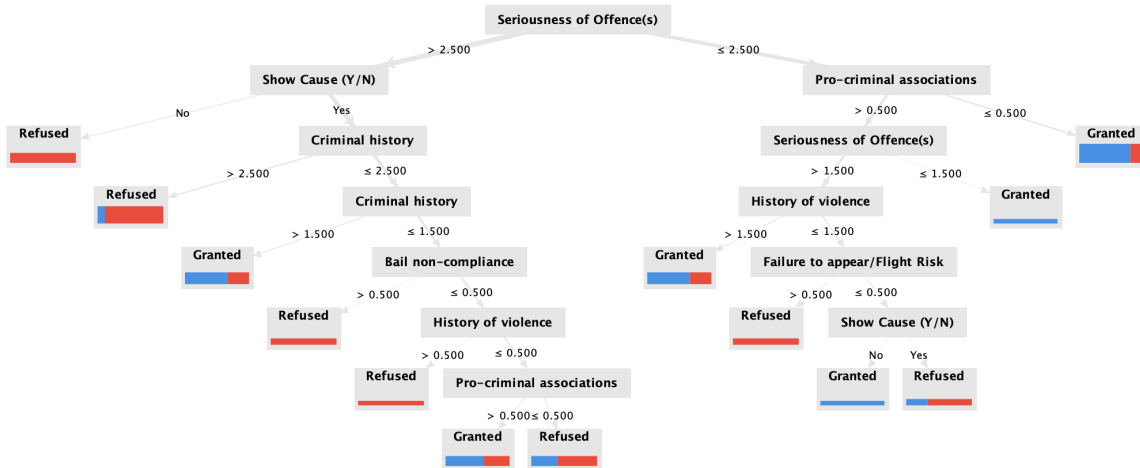 Seriousness of Offence(s)
> 2.500
≤ 2.500
Show Cause (Y/N)
Pro-criminal associations
No
Yes
> 0.500
≤ 0.500
Refused
Criminal history
Seriousness of Offence(s)
Granted
> 2.500
≤ 2.500
> 1.500
≤ 1.500
Refused
Criminal history
History of violence
Granted
> 1.500
≤ 1.500
> 1.500
≤ 1.500
Granted
Bail non-compliance
Granted
Failure to appear/Flight Risk
> 0.500
≤ 0.500
> 0.500
≤ 0.500
Refused
History of violence
Refused
Show Cause (Y/N)
> 0.500
≤ 0.500
No
Yes
Refused
Pro-criminal associations
Granted
Refused
> 0.500
≤ 0.500
Granted
Refused